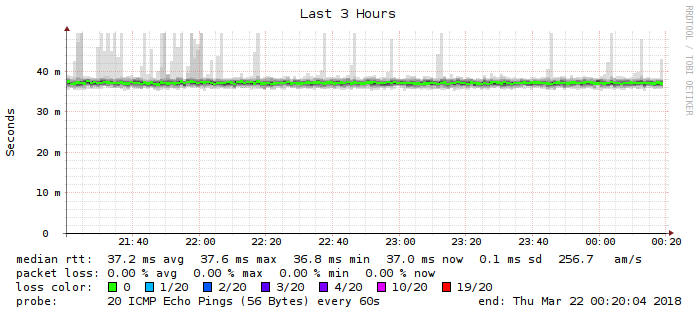 Last 3 Hours
RRDTOOL / TOBI OETIKER
Seconds
40 m
30 m
20 m
10 m
0
21:40 22:00 22:20 22:40 23:00 23:20 23:40 00:00 00:20
median rtt: 37.2 ms avg 37.6 ms max 36.8 ms min 37.0 ms now 0.1 ms sd 256.7 am/s
packet loss: 0.00 % avg 0.00 % max 0.00 % min 0.00 % now
loss color: 0 1/20 2/20 3/20 4/20 10/20 19/20
probe: 20 ICMP Echo Pings (56 Bytes) every 60s end: Thu Mar 22 00:20:04 2018